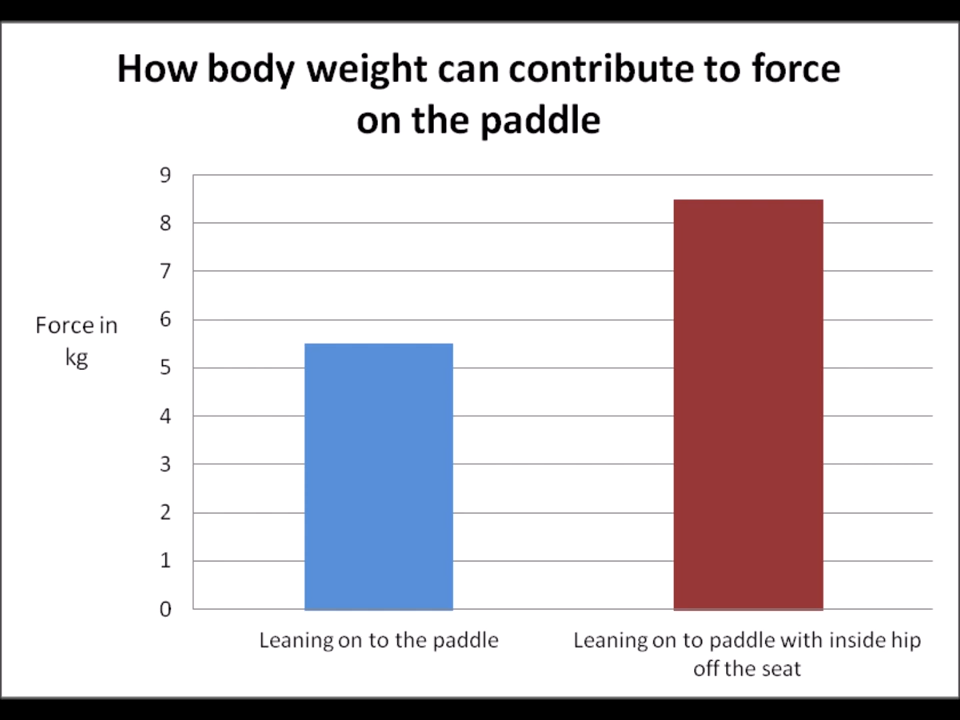 How body weight can contribute to force
on the paddle
9
8
7
6
5
4
3
2
1
0
Force in
kg
Leaning on to the paddle
Leaning on to paddle with inside hip
off the seat